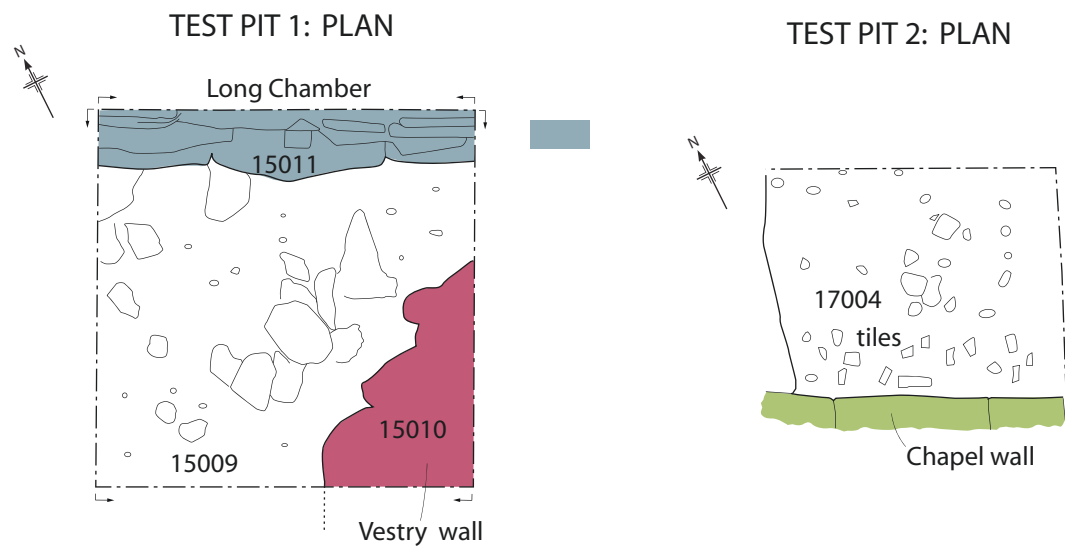 TEST PIT 1: PLAN
N
Long Chamber
15011
15010
15009
Vestry wall
TEST PIT 2: PLAN
N
17004
tiles
Chapel wall